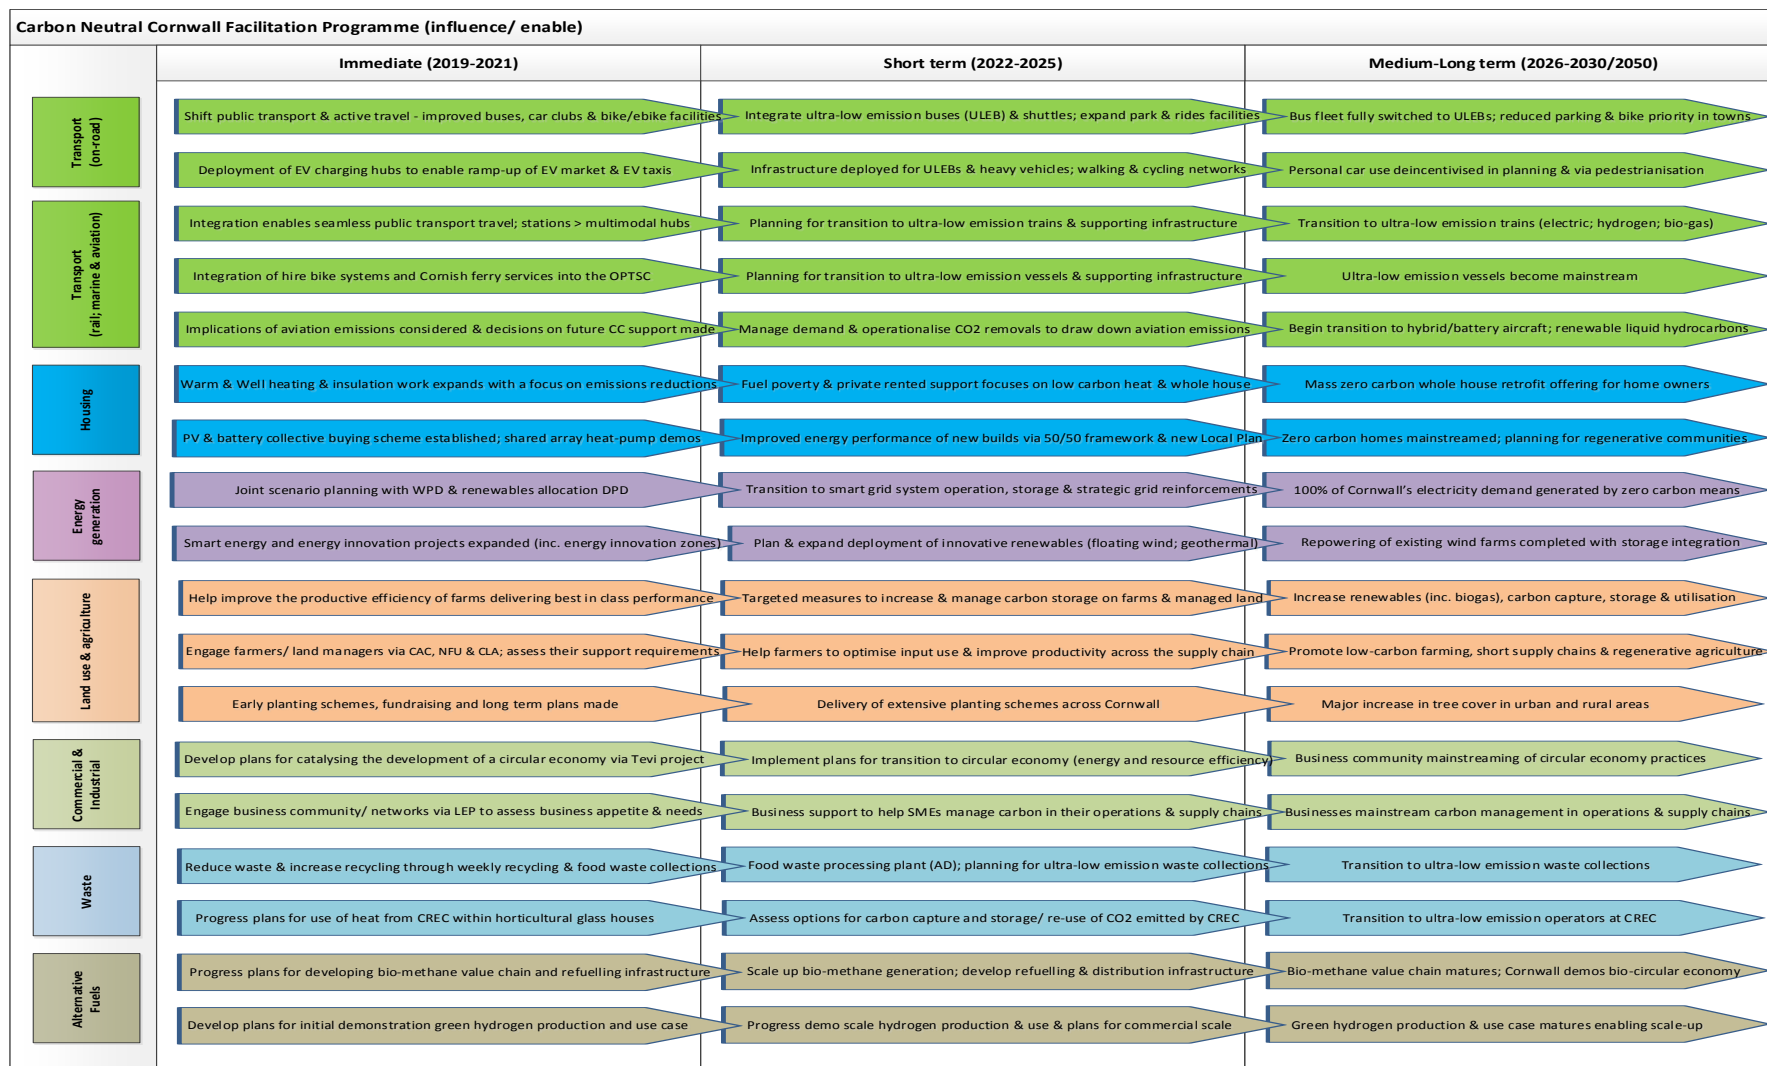 Carbon Neutral Cornwall Facilitation Programme (influence/ enable)
Immediate (2019-2021)
Short term (2022-2025)
Medium-Long term (2026-2030/2050)
Transport
(on-road)
Shift public transport & active travel - improved buses, car clubs & bike/ebike facilities
Integrate ultra-low emission buses (ULEB) & shuttles; expand park & rides facilities
Bus fleet fully switched to ULEBs; reduced parking & bike priority in towns
Deployment of EV charging hubs to enable ramp-up of EV market & EV taxis
Infrastructure deployed for ULEBs & heavy vehicles; walking & cycling networks
Personal car use deincentivised in planning & via pedestrianisation
Transport
(rail; marine & aviation)
Integration enables seamless public transport travel; stations > multimodal hubs
Planning for transition to ultra-low emission trains & supporting infrastructure
Transition to ultra-low emission trains (electric; hydrogen; bio-gas)
Integration of hire bike systems and Cornish ferry services into the OPTSC
Planning for transition to ultra-low emission vessels & supporting infrastructure
Ultra-low emission vessels become mainstream
Implications of aviation emissions considered & decisions on future CC support made
Manage demand & operationalise CO2 removals to draw down aviation emissions
Begin transition to hybrid/battery aircraft; renewable liquid hydrocarbons
Housing
Warm & Well heating & insulation work expands with a focus on emissions reductions
Fuel poverty & private rented support focuses on low carbon heat & whole house
Mass zero carbon whole house retrofit offering for home owners
PV & battery collective buying scheme established; shared array heat-pump demos
Improved energy performance of new builds via 50/50 framework & new Local Plan
Zero carbon homes mainstreamed; planning for regenerative communities
Energy
generation
Joint scenario planning with WPD & renewables allocation DPD
Transition to smart grid system operation, storage & strategic grid reinforcements
100% of Cornwall's electricity demand generated by zero carbon means
Smart energy and energy innovation projects expanded (inc. energy innovation zones)
Plan & expand deployment of innovative renewables (floating wind; geothermal)
Repowering of existing wind farms completed with storage integration
Land use & agriculture
Help improve the productive efficiency of farms delivering best in class performance
Targeted measures to increase & manage carbon storage on farms & managed land
Increase renewables (inc. biogas), carbon capture, storage & utilisation
Engage farmers/ land managers via CAC, NFU & CLA; assess their support requirements
Help farmers to optimise input use & improve productivity across the supply chain
Promote low-carbon farming, short supply chains & regenerative agriculture
Early planting schemes, fundraising and long term plans made
Delivery of extensive planting schemes across Cornwall
Major increase in tree cover in urban and rural areas
Commercial &
Industrial
Develop plans for catalysing the development of a circular economy via Tevi project
Implement plans for transition to circular economy (energy and resource efficiency)
Business community mainstreaming of circular economy practices
Engage business community/ networks via LEP to assess business appetite & needs
Business support to help SMEs manage carbon in their operations & supply chains
Businesses mainstream carbon management in operations & supply chains
Waste
Reduce waste & increase recycling through weekly recycling & food waste collections
Food waste processing plant (AD); planning for ultra-low emission waste collections
Transition to ultra-low emission waste collections
Progress plans for use of heat from CREC within horticultural glass houses
Assess options for carbon capture and storage/ re-use of CO2 emitted by CREC
Transition to ultra-low emission operators at CREC
Alternative
Fuels
Progress plans for developing bio-methane value chain and refuelling infrastructure
Scale up bio-methane generation; develop refuelling & distribution infrastructure
Bio-methane value chain matures; Cornwall demos bio-circular economy
Develop plans for initial demonstration green hydrogen production and use case
Progress demo scale hydrogen production & use & plans for commercial scale
Green hydrogen production & use case matures enabling scale-up